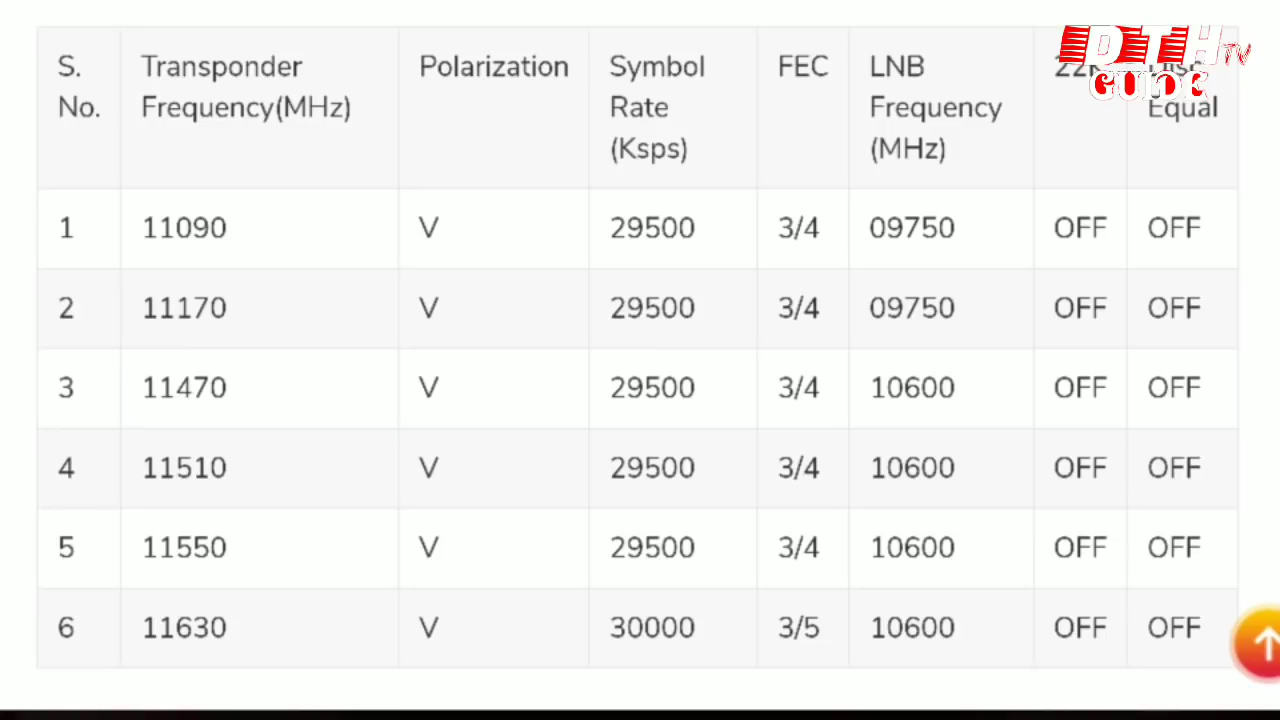 S. No. Transponder Frequency(MHz) Polarization Symbol Rate (Ksps) FEC LNB Frequency (MHz) Equal
1 11090 V 29500 3/4 09750 OFF OFF
2 11170 V 29500 3/4 09750 OFF OFF
3 11470 V 29500 3/4 10600 OFF OFF
4 11510 V 29500 3/4 10600 OFF OFF
5 11550 V 29500 3/4 10600 OFF OFF
6 11630 V 30000 3/5 10600 OFF OFF
DTH TV
GUIDE